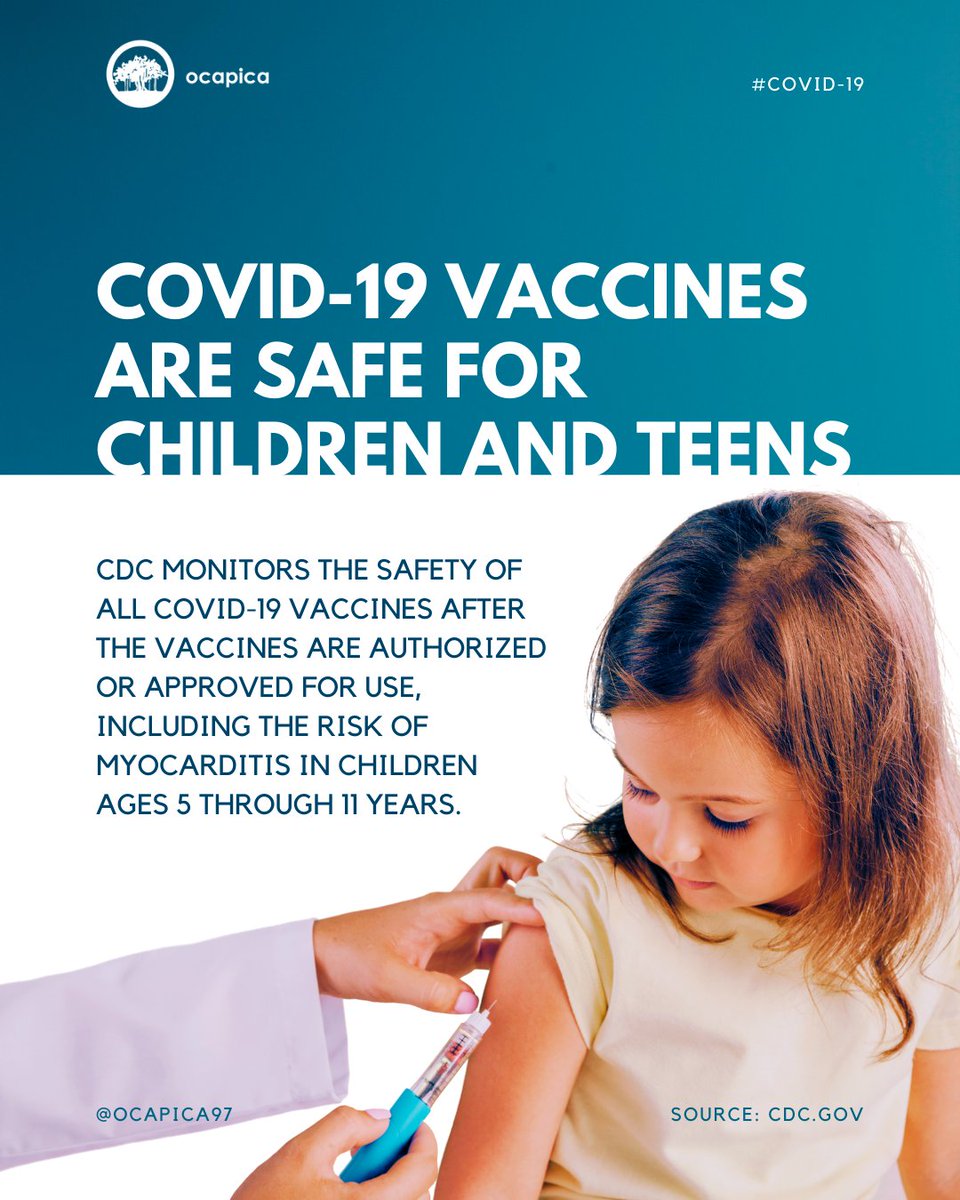 ocapica
#COVID-19
COVID-19 VACCINES
ARE SAFE FOR
CHILDREN AND TEENS
CDC MONITORS THE SAFETY OF
ALL COVID-19 VACCINES AFTER
THE VACCINES ARE AUTHORIZED
OR APPROVED FOR USE,
INCLUDING THE RISK OF
MYOCARDITIS IN CHILDREN
AGES 5 THROUGH 11 YEARS.
@OCAPICA97
SOURCE: CDC.GOV